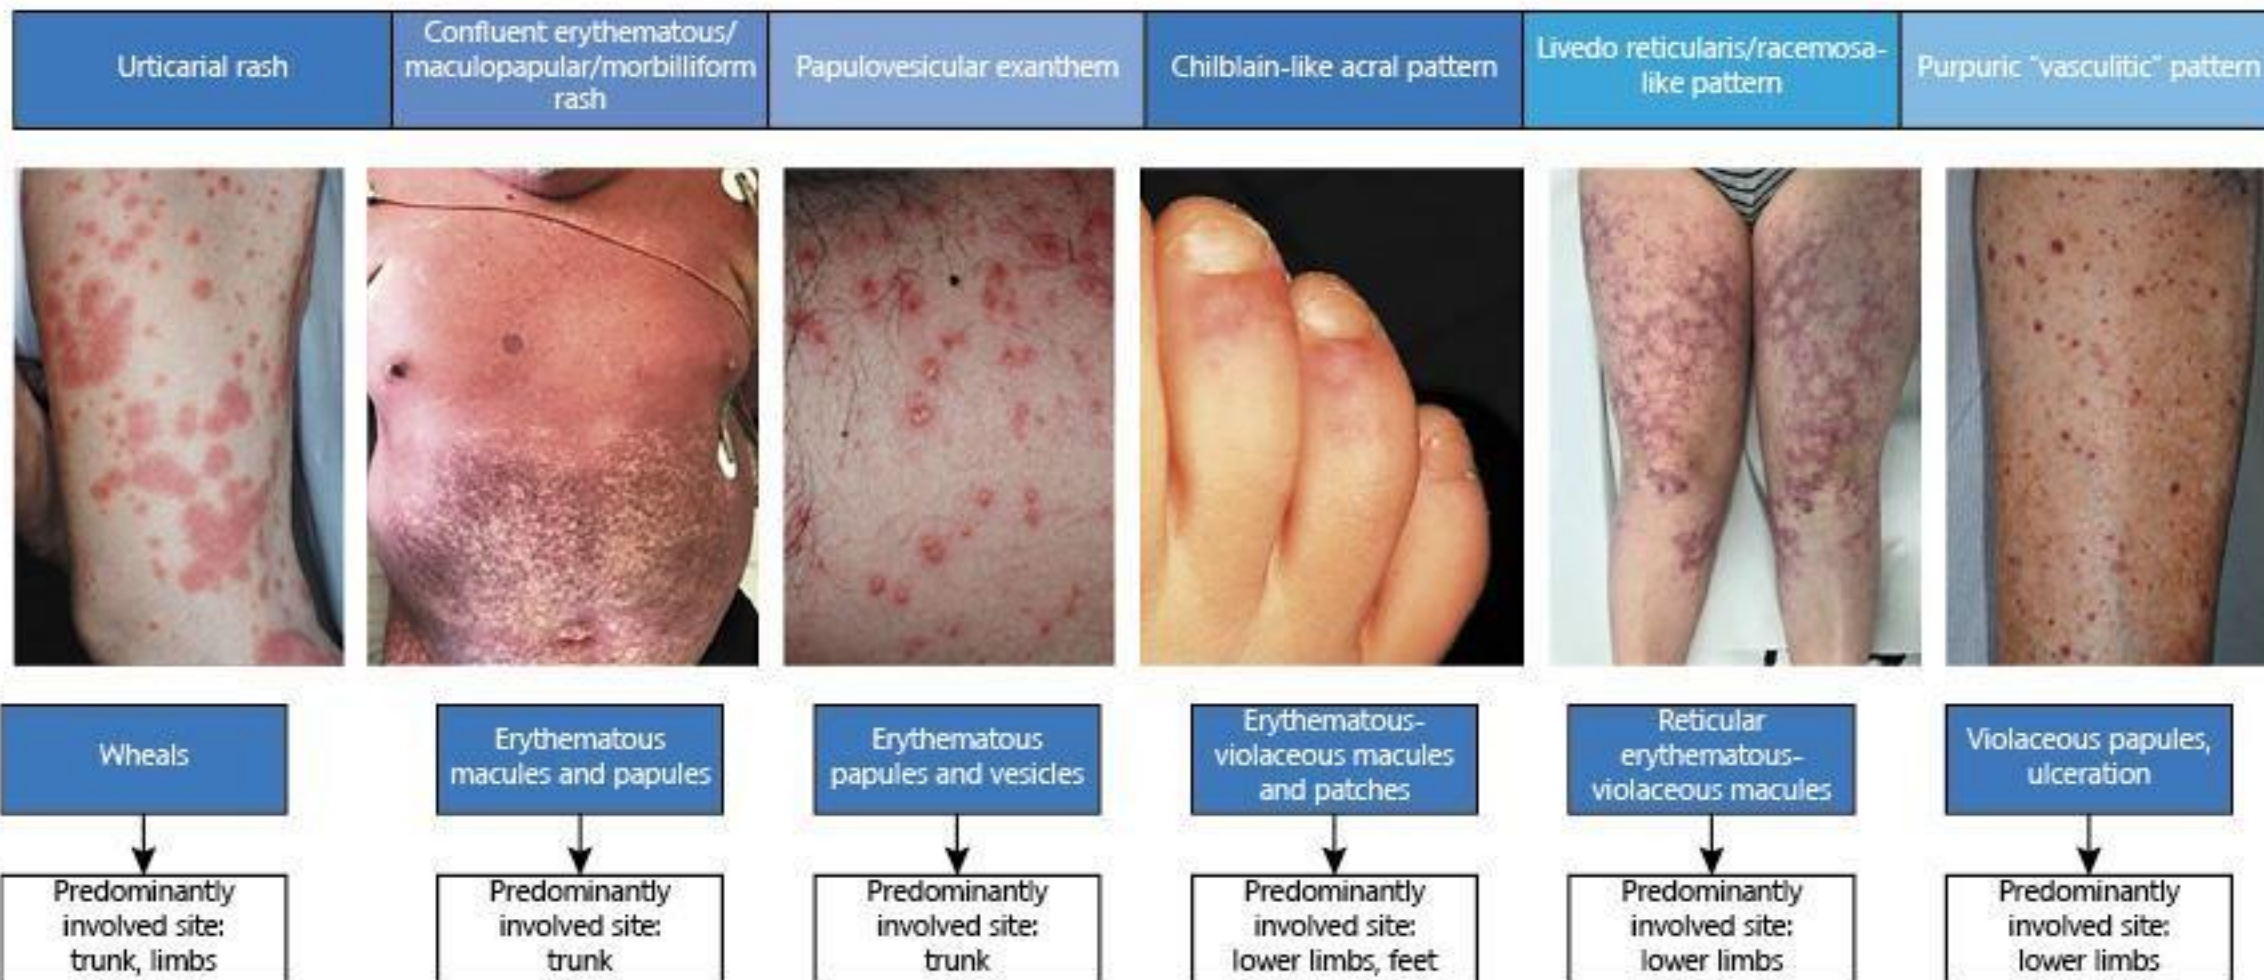 Urticarial rash
Confluent erythematous/
maculopapular/morbilliform
rash
Papulovesicular exanthem
Chilblain-like acral pattern
Livedo reticularis/racemosa-
like pattern
Purpuric “vasculitic” pattern
Wheals
Erythematous
macules and papules
Erythematous
papules and vesicles
Erythematous-
violaceous macules
and patches
Reticular
erythematous-
violaceous macules
Violaceous papules,
ulceration
Predominantly
involved site:
trunk, limbs
Predominantly
involved site:
trunk
Predominantly
involved site:
trunk
Predominantly
involved site:
lower limbs, feet
Predominantly
involved site:
lower limbs
Predominantly
involved site:
lower limbs